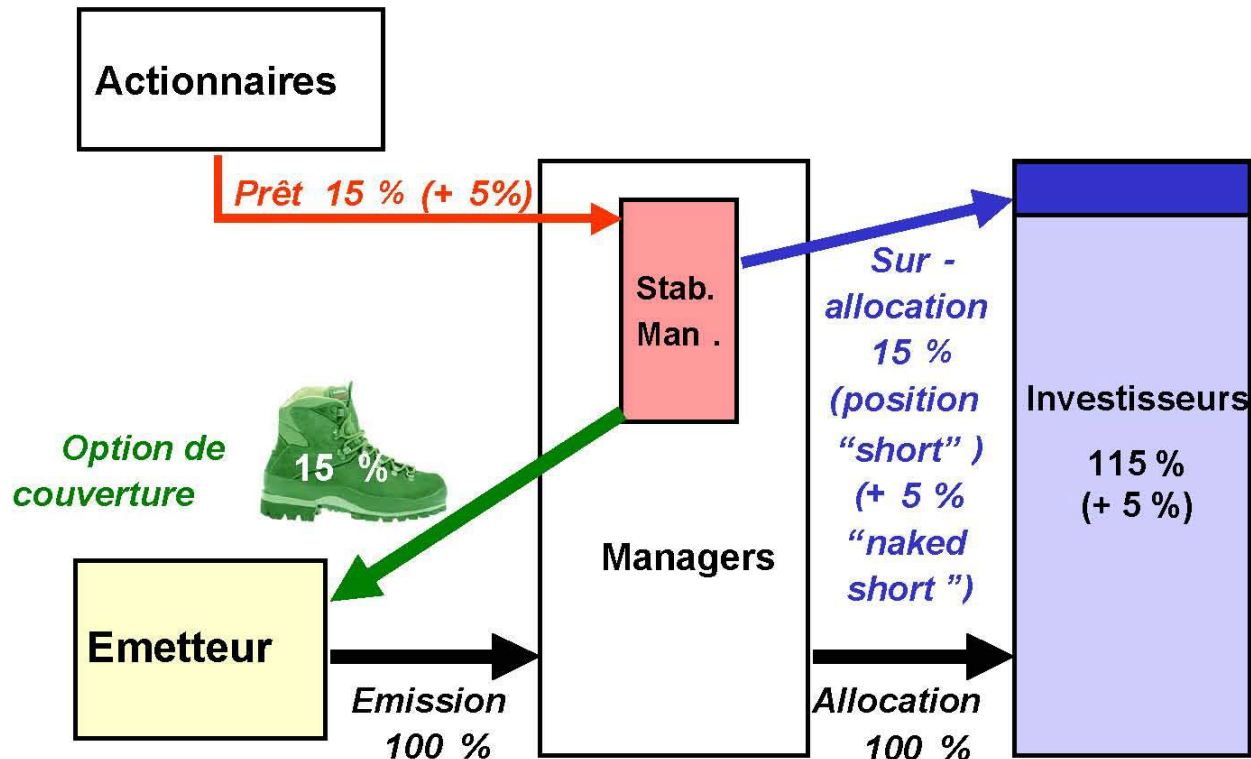 Actionnaires
Prêt 15 % (+ 5%)
Stab.
Man .
Sur -
allocation
15 %
(position
“short” )
(+ 5 %
“naked
short ”)
Investisseurs
115 %
(+ 5 %)
Option de
couverture
15 %
Managers
Emetteur
Emission
100 %
Allocation
100 %